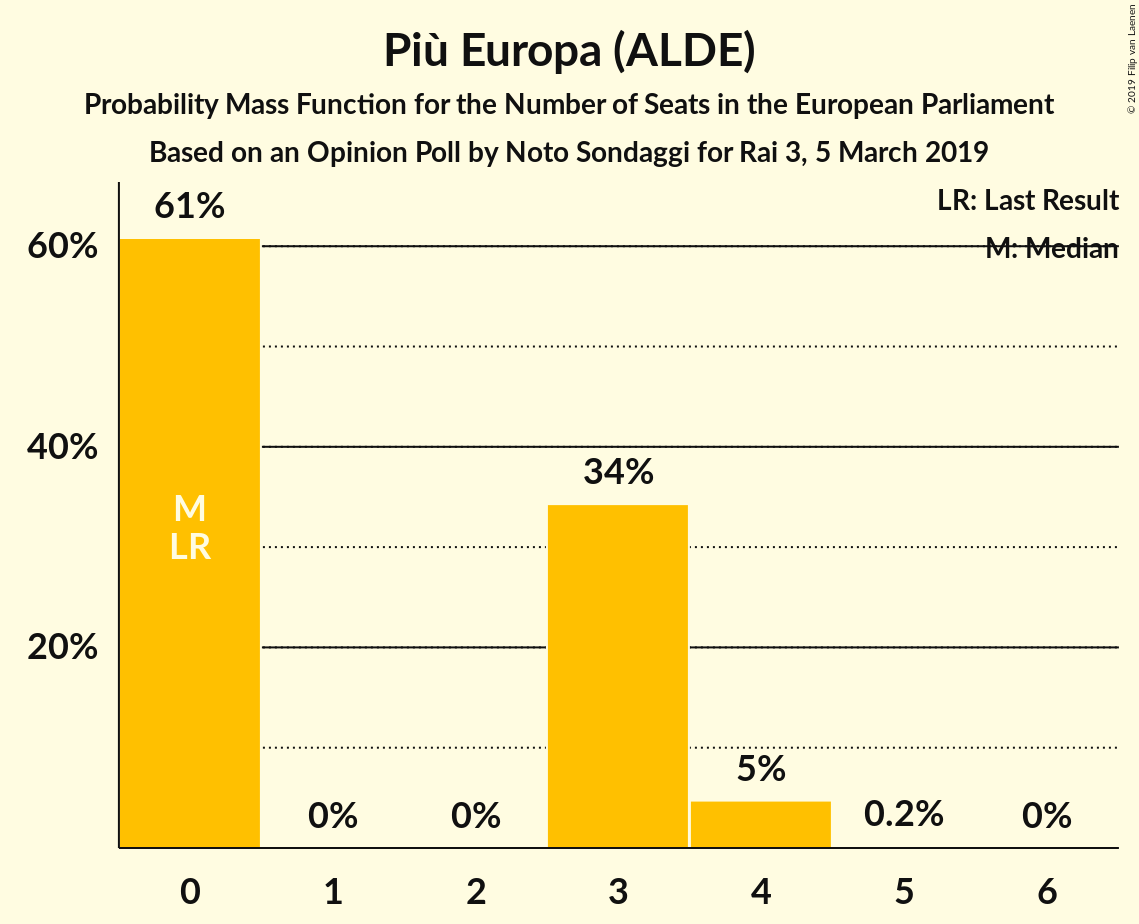 Più Europa (ALDE)
Probability Mass Function for the Number of Seats in the European Parliament
Based on an Opinion Poll by Noto Sondaggi for Rai 3, 5 March 2019
© 2019 Filip van Laenen
LR: Last Result
M: Median
61%
60%
40%
34%
M
LR
20%
5%
0%
0%
0.2%
0%
0
1
2
3
4
5
6